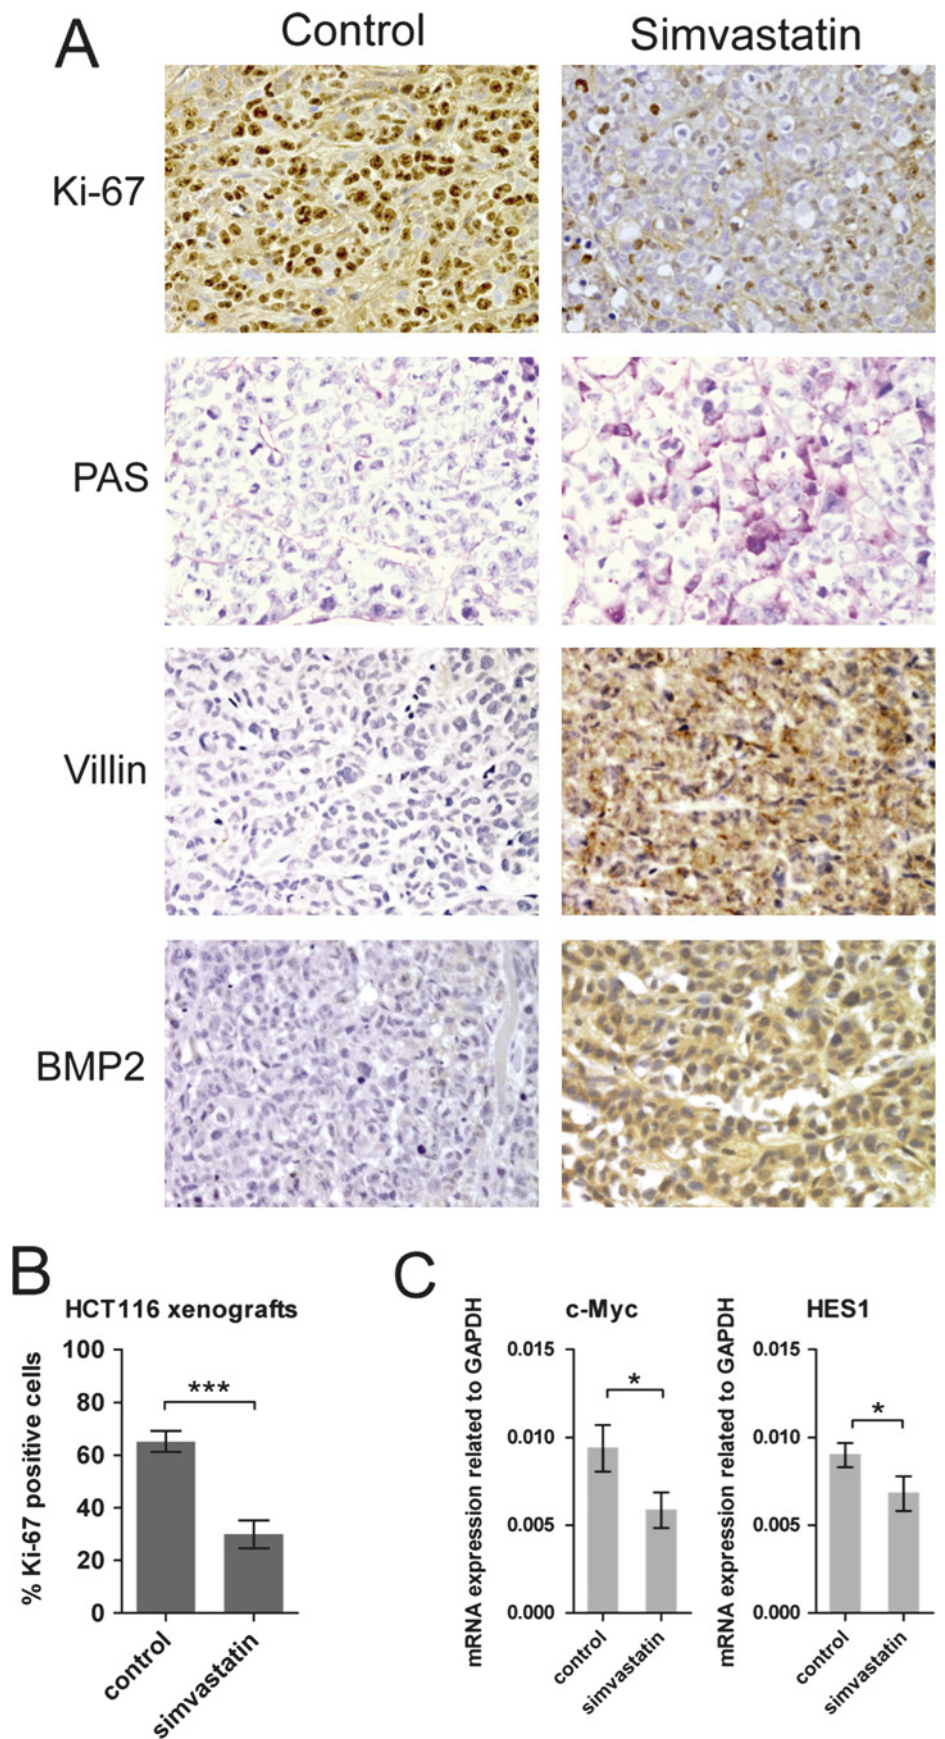 A
Control
Simvastatin
Ki-67
PAS
Villin
BMP2
B
HCT116 xenografts
% Ki-67 positive cells
100
80
60
40
20
0
***
control
simvastatin
C
c-Myc
mRNA expression related to GAPDH
0.015
0.010
0.005
0.000
*
control
simvastatin
HES1
mRNA expression related to GAPDH
0.015
0.010
0.005
0.000
*
control
simvastatin